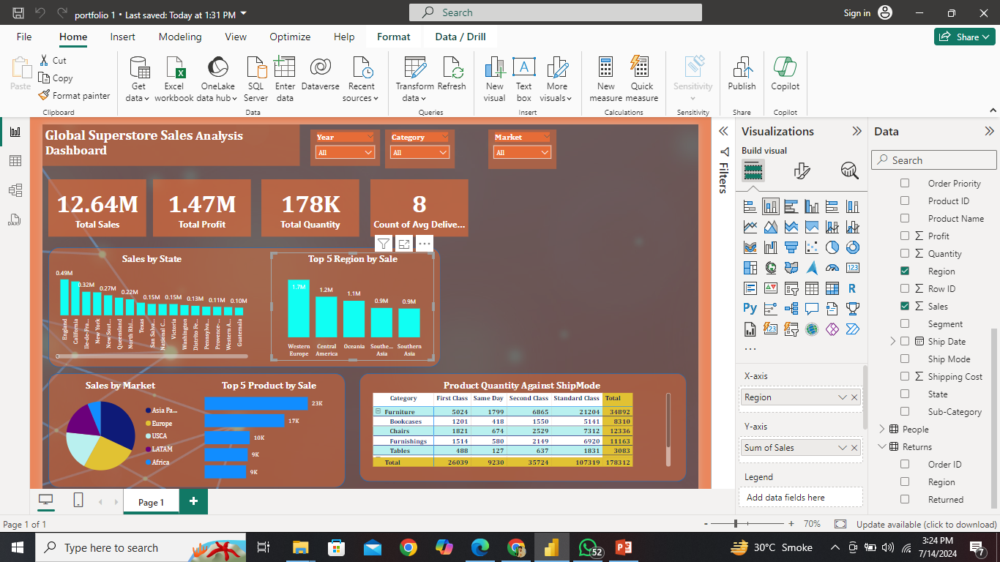 portfolio 1 • Last saved: Today at 1:31 PM
Search
Sign in
File
Home
Insert
Modeling
View
Optimize
Help
Format
Data / Drill
Share
Paste
Cut
Copy
Format painter
Clipboard
Get data
Excel workbook
OneLake data hub
SQL Server
Enter data
Dataverse
Recent sources
Data
Transform data
Refresh
Queries
New visual
Text box
More visuals
Insert
New measure
Quick measure
Calculations
Sensitivity
Sensitivity
Publish
Share
Copilot
Copilot
Global Superstore Sales Analysis
Dashboard
Year
All
Category
All
Market
All
12.64M
Total Sales
1.47M
Total Profit
178K
Total Quantity
8
Count of Avg Delive...
Sales by State
0.49M
0.32M
0.27M
0.22M
0.15M
0.15M
0.13M
0.11M
0.10M
England
California
Ile-de-Fra...
New York
New Sout...
Queensland
North Rhi...
Texas
San Salva...
National C...
Victoria
Washington
Distrito Fe...
Pennsylva...
Provence-...
Western A...
Guatemala
Top 5 Region by Sale
1.7M
1.2M
1.1M
0.9M
0.9M
Western Europe
Central America
Oceania
Southe... Asia
Southern Asia
Sales by Market
Asia Pa...
Europe
USCA
LATAM
Africa
Top 5 Product by Sale
23K
17K
10K
9K
9K
Product Quantity Against ShipMode
Category First Class Same Day Second Class Standard Class Total
Furniture 5024 1799 6865 21204 34892
Bookcases 1201 418 1550 5141 8310
Chairs 1821 674 2529 7312 12336
Furnishings 1514 580 2149 6920 11163
Tables 488 127 637 1831 3083
Total 26039 9230 35724 107319 178312
Filters
Visualizations
Build visual
123
R
Py
123
X-axis
Region
Y-axis
Sum of Sales
Legend
Add data fields here
Data
Search
Order Priority
Product ID
Product Name
Profit
Quantity
Region
Row ID
Sales
Segment
Ship Date
Ship Mode
Shipping Cost
State
Sub-Category
People
Returns
Order ID
Region
Returned
Page 1
Page 1 of 1
70%
Update available (click to download)
Type here to search
52
30°C Smoke
3:24 PM
7/14/2024
7